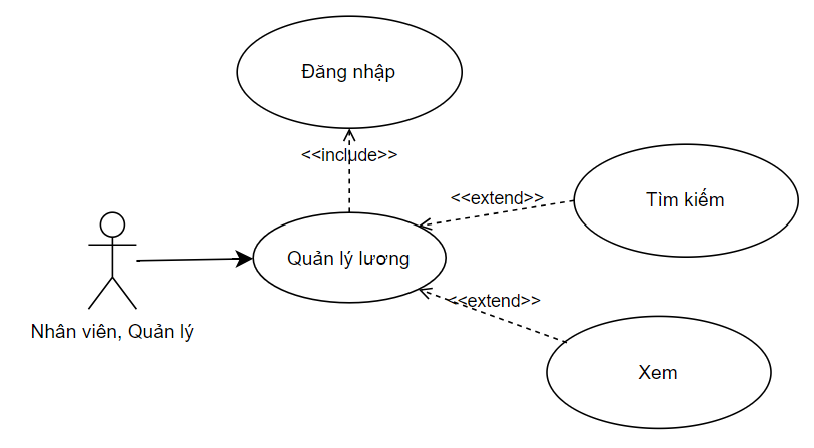 Đăng nhập
<<include>>
<<extend>>
Tìm kiếm
Quản lý lương
<<extend>>
Nhân viên, Quản lý
Xem